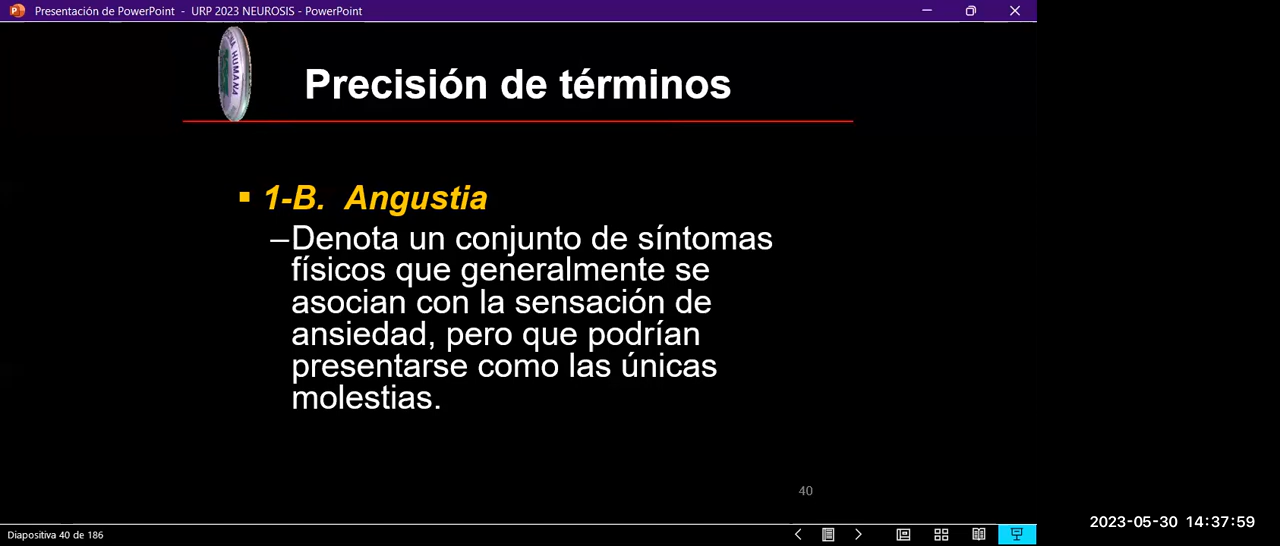 Presentación de PowerPoint - URP 2023 NEUROSIS - PowerPoint
HUMANA
Precisión de términos
1-B. Angustia
–Denota un conjunto de síntomas
físicos que generalmente se
asocian con la sensación de
ansiedad, pero que podrían
presentarse como las únicas
molestias.
40
2023-05-30 14:37:59
Diapositiva 40 de 186